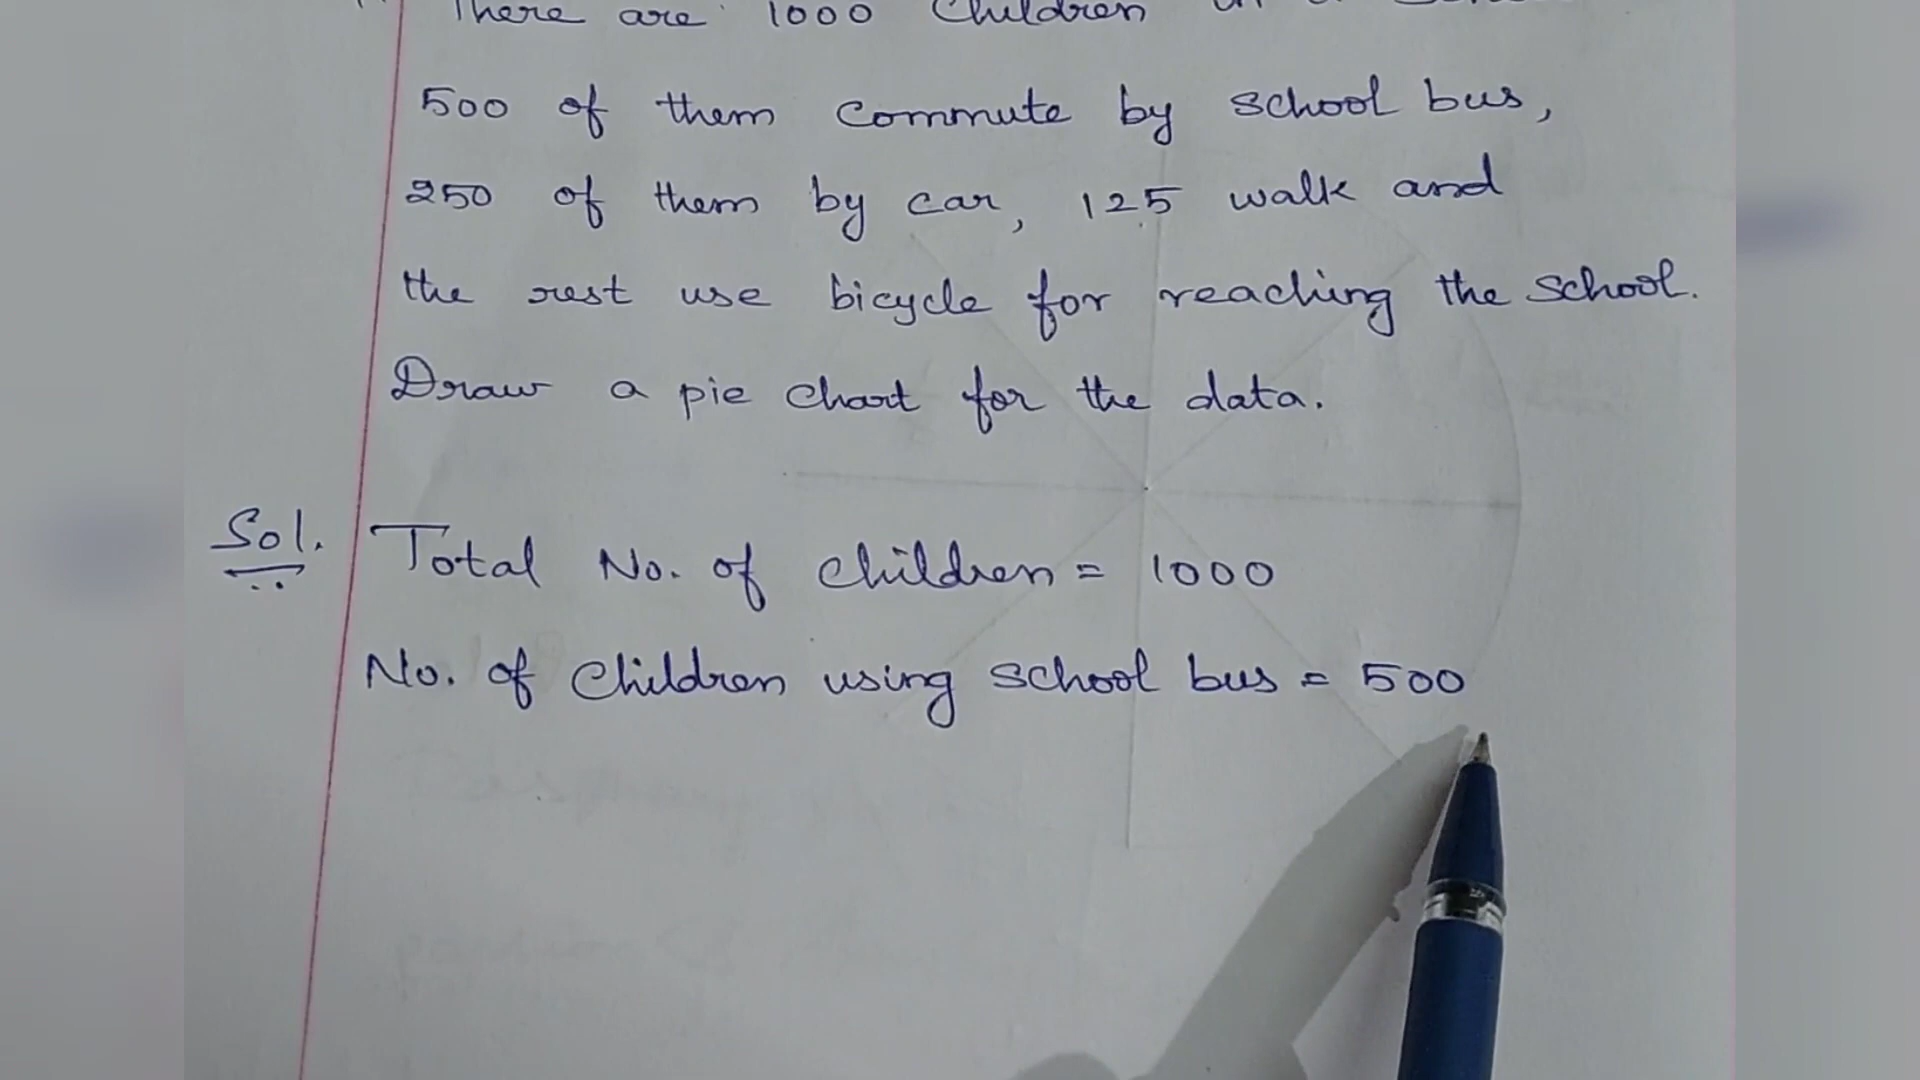 There are 1000 Children in a
500 of them commute by school bus,
250 of them by car, 125 walk and
the rest use bicycle for reaching the school.
Draw a pie chart for the data.
Sol. Total No. of children = 1000
No. of children using school bus = 500